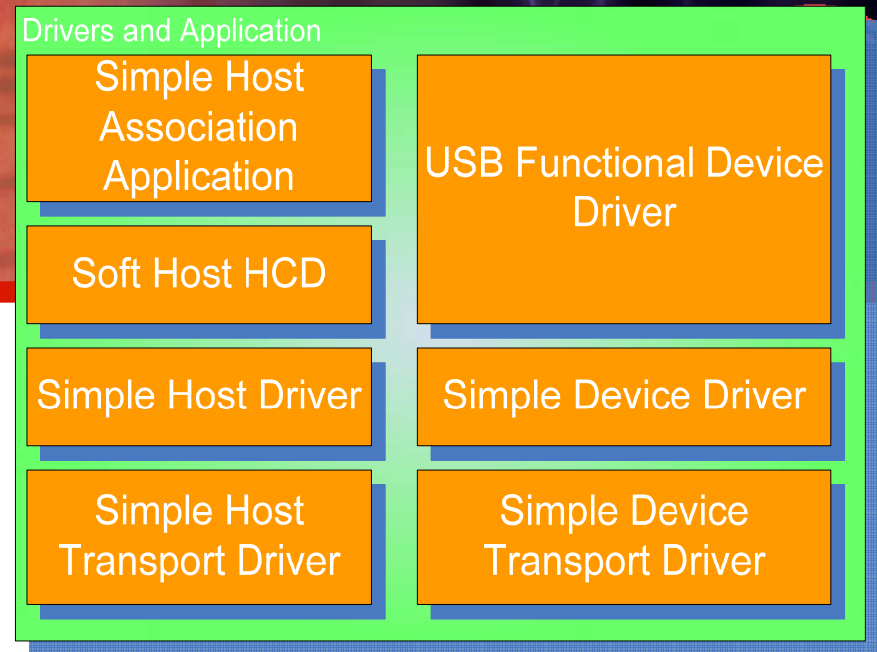 Drivers and Application
Simple Host
Association
Application
USB Functional Device
Driver
Soft Host HCD
Simple Host Driver
Simple Device Driver
Simple Host
Transport Driver
Simple Device
Transport Driver